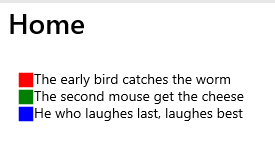 Home
The early bird catches the worm
The second mouse get the cheese
He who laughes last, laughes best